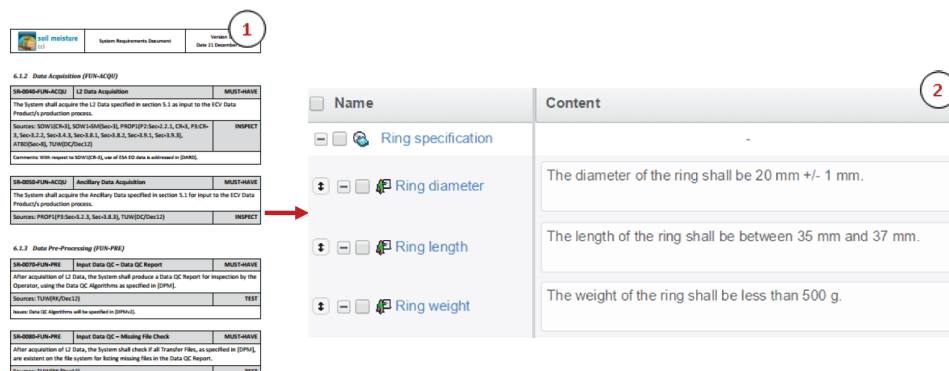 1
soil moisture
cci
System Requirements Document
Version 1
Date 21 December
6.1.2 Data Acquisition (FUN-ACQU)
SR-0040-FUN-ACQU L2 Data Acquisition MUST-HAVE
The System shall acquire the L2 Data specified in section 5.1 as input to the ECV Data
Product/s production process.
Sources: SOW1(CR-3), SOW1-SM(Sec-3), PROP1(P2:Sec-2.2.1, CR-3, P3:CR-
3, Sec-3.2.2, Sec-3.4.3, Sec-3.8.1, Sec-3.8.2, Sec-3.9.1, Sec-3.9.3),
ATBD(Sec-8), TUW(DC/Dec12)
INSPECT
Comments: With respect to SOW1(CR-3), use of ESA EO data is addressed in [DARD].
SR-0050-FUN-ACQU Ancillary Data Acquisition MUST-HAVE
The System shall acquire the Ancillary Data specified in section 5.1 for input to the ECV Data
Product/s production process.
Sources: PROP1(P3:Sec-3.2.3, Sec-3.8.3), TUW(DC/Dec12) INSPECT
6.1.3 Data Pre-Processing (FUN-PRE)
SR-0070-FUN-PRE Input Data QC – Data QC Report MUST-HAVE
After acquisition of L2 Data, the System shall produce a Data QC Report for inspection by the
Operator, using the Data QC Algorithms as specified in [DPM].
Sources: TUW(RK/Dec12) TEST
Issues: Data QC Algorithms will be specified in [DPMv2].
SR-0080-FUN-PRE Input Data QC – Missing File Check MUST-HAVE
After acquisition of L2 Data, the System shall check if all Transfer Files, as specified in [DPM],
are existent on the file system for listing missing files in the Data QC Report.
Sources: TUW(RK/Dec12) TEST
2
Name Content
Ring specification -
Ring diameter The diameter of the ring shall be 20 mm +/- 1 mm.
Ring length The length of the ring shall be between 35 mm and 37 mm.
Ring weight The weight of the ring shall be less than 500 g.